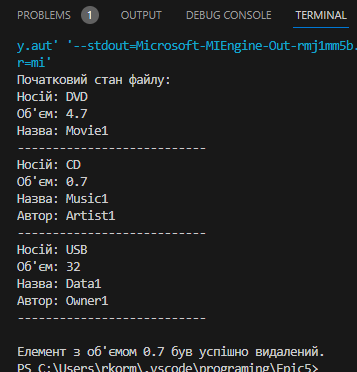 PROBLEMS 1 OUTPUT DEBUG CONSOLE TERMINAL
y.aut' '--stdout=Microsoft-MIEngine-Out-rmj1mm5b.
r=mi'
Початковий стан файлу:
Носій: DVD
Об'єм: 4.7
Назва: Movie1
---------------------------
Носій: CD
Об'єм: 0.7
Назва: Music1
Автор: Artist1
---------------------------
Носій: USB
Об'єм: 32
Назва: Data1
Автор: Owner1
---------------------------
Елемент з об'ємом 0.7 був успішно видалений.
PS C:\Users\rkorm\.vscode\programing\Epic5>